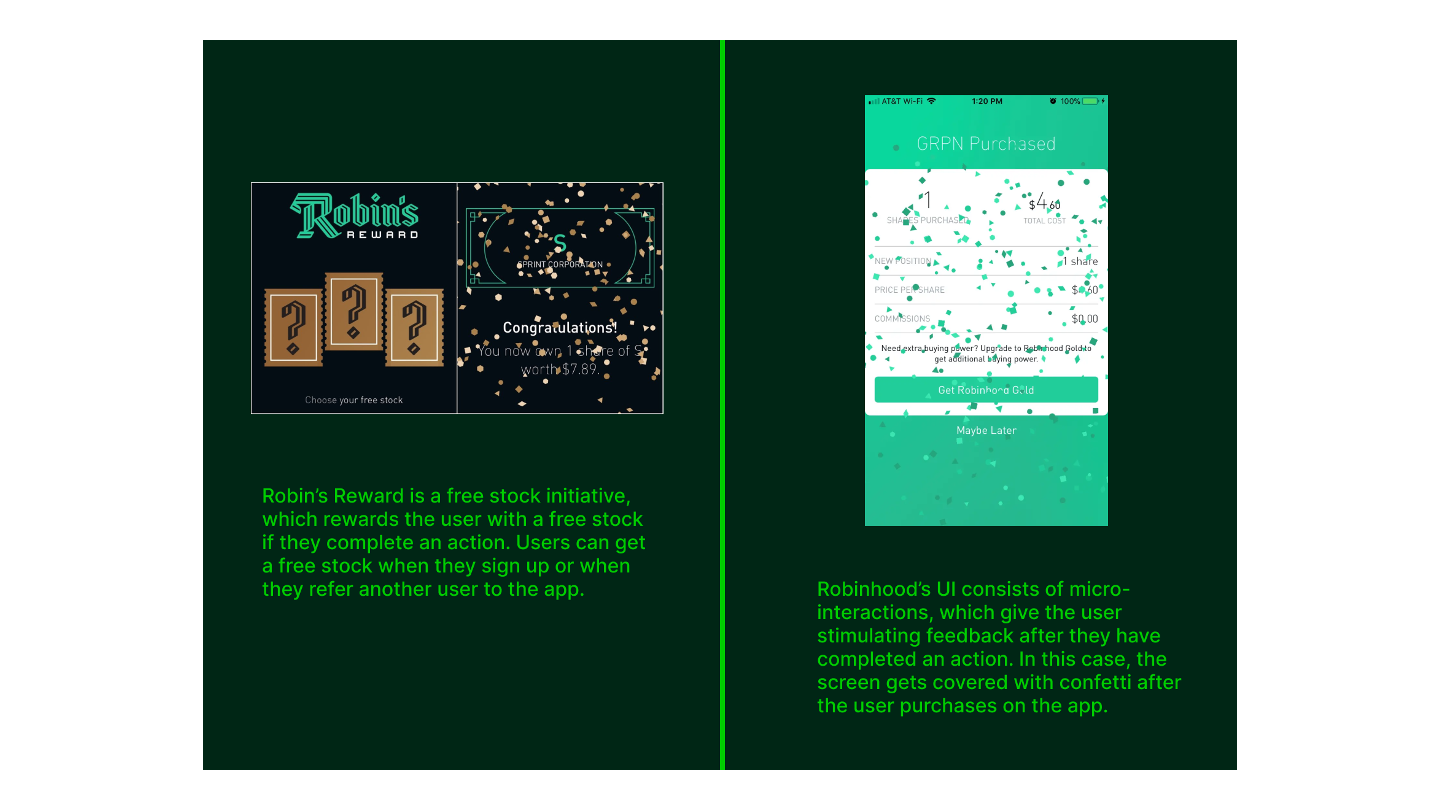 Robin's
REWARD
? ? ?
Choose your free stock
S
SPRINT CORPORATION
Congratulations!
You now own 1 share of S
worth $7.89.
Robin’s Reward is a free stock initiative,
which rewards the user with a free stock
if they complete an action. Users can get
a free stock when they sign up or when
they refer another user to the app.
AT&T Wi-Fi 1:20 PM 100%
GRPN Purchased
1 $4.60
SHARES PURCHASED TOTAL COST
NEW POSITION 1 share
PRICE PER SHARE $4.60
COMMISSIONS $0.00
Need extra buying power? Upgrade to Robinhood Gold to
get additional buying power.
Get Robinhood Gold
Maybe Later
Robinhood’s UI consists of micro-
interactions, which give the user
stimulating feedback after they have
completed an action. In this case, the
screen gets covered with confetti after
the user purchases on the app.